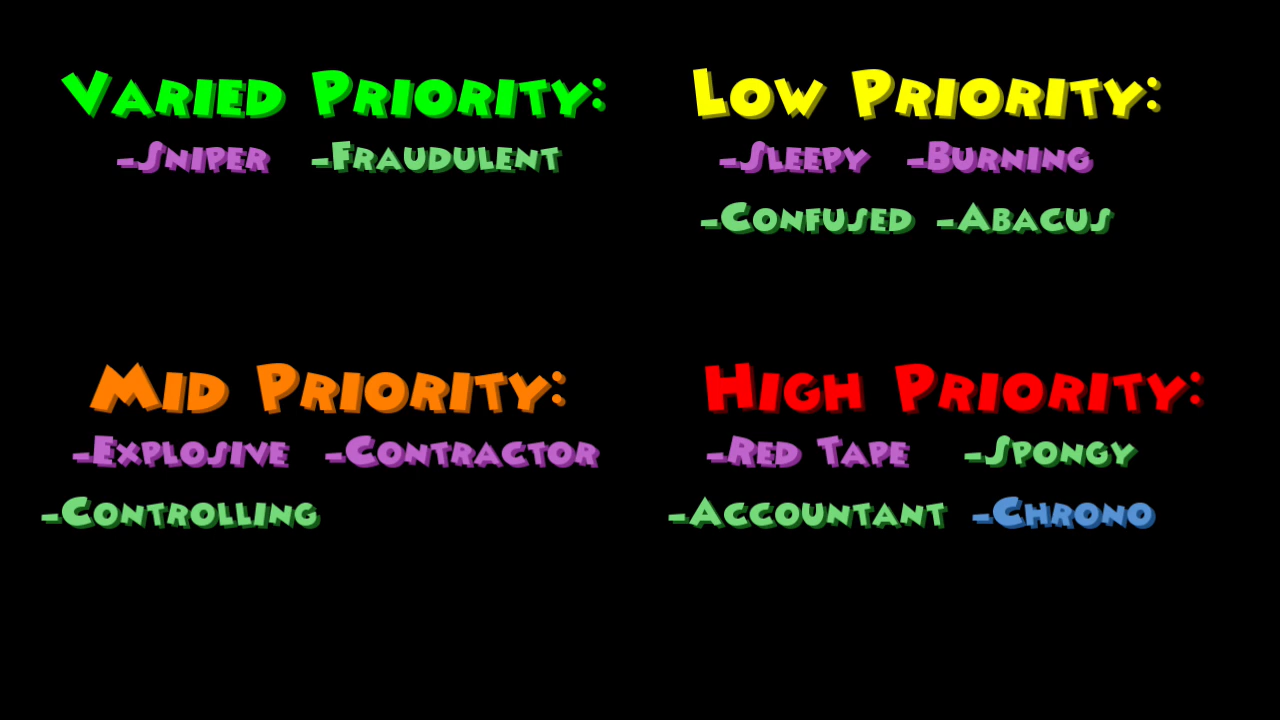 Varied Priority:
-Sniper -Fraudulent
Low Priority:
-Sleepy -Burning
-Confused -Abacus
Mid Priority:
-Explosive -Contractor
-Controlling
High Priority:
-Red Tape -Spongy
-Accountant -Chrono